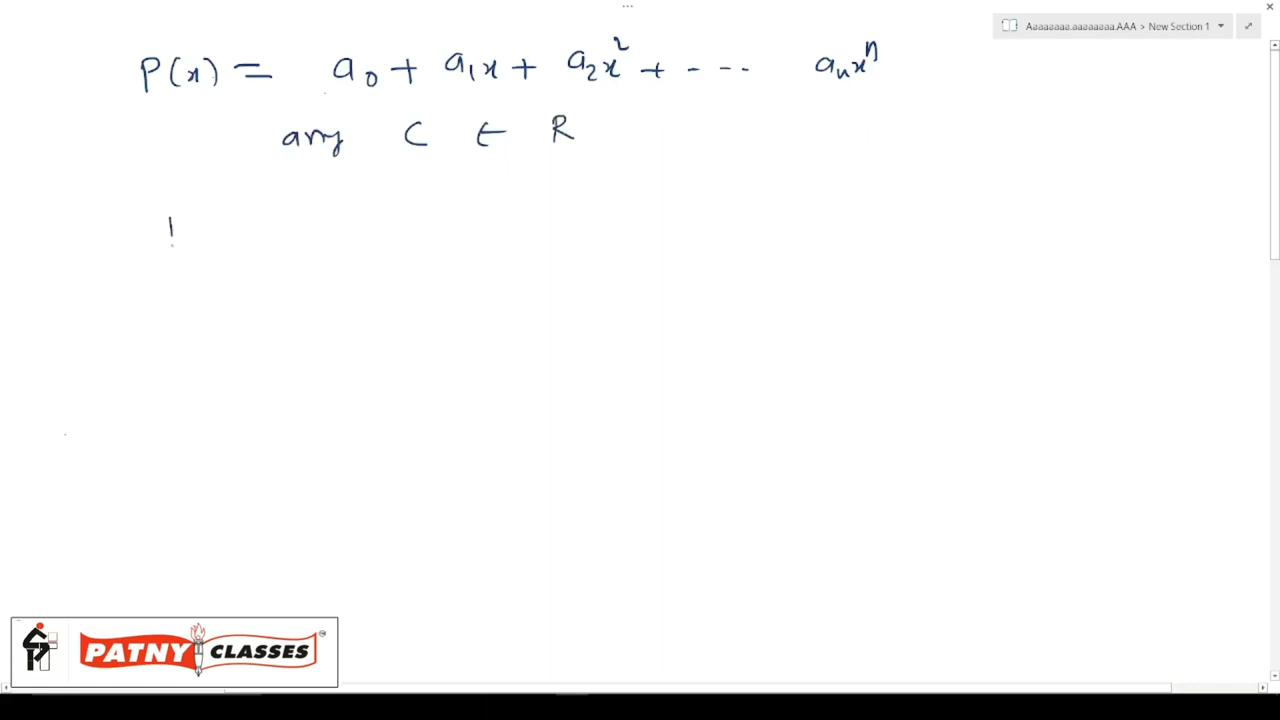 Aaaaaaaa.aaaaaaaa.AAA > New Section 1
P(x) = a₀ + a₁x + a₂x² + - - - - aₙxⁿ
any C ∈ R
PATNY CLASSES